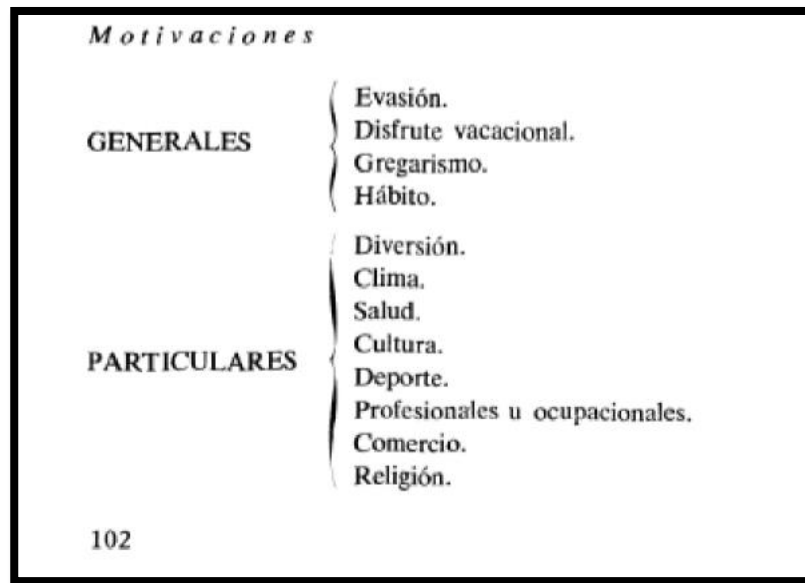 Motivaciones
GENERALES
Evasión.
Disfrute vacacional.
Gregarismo.
Hábito.
PARTICULARES
Diversión.
Clima.
Salud.
Cultura.
Deporte.
Profesionales u ocupacionales.
Comercio.
Religión.
102